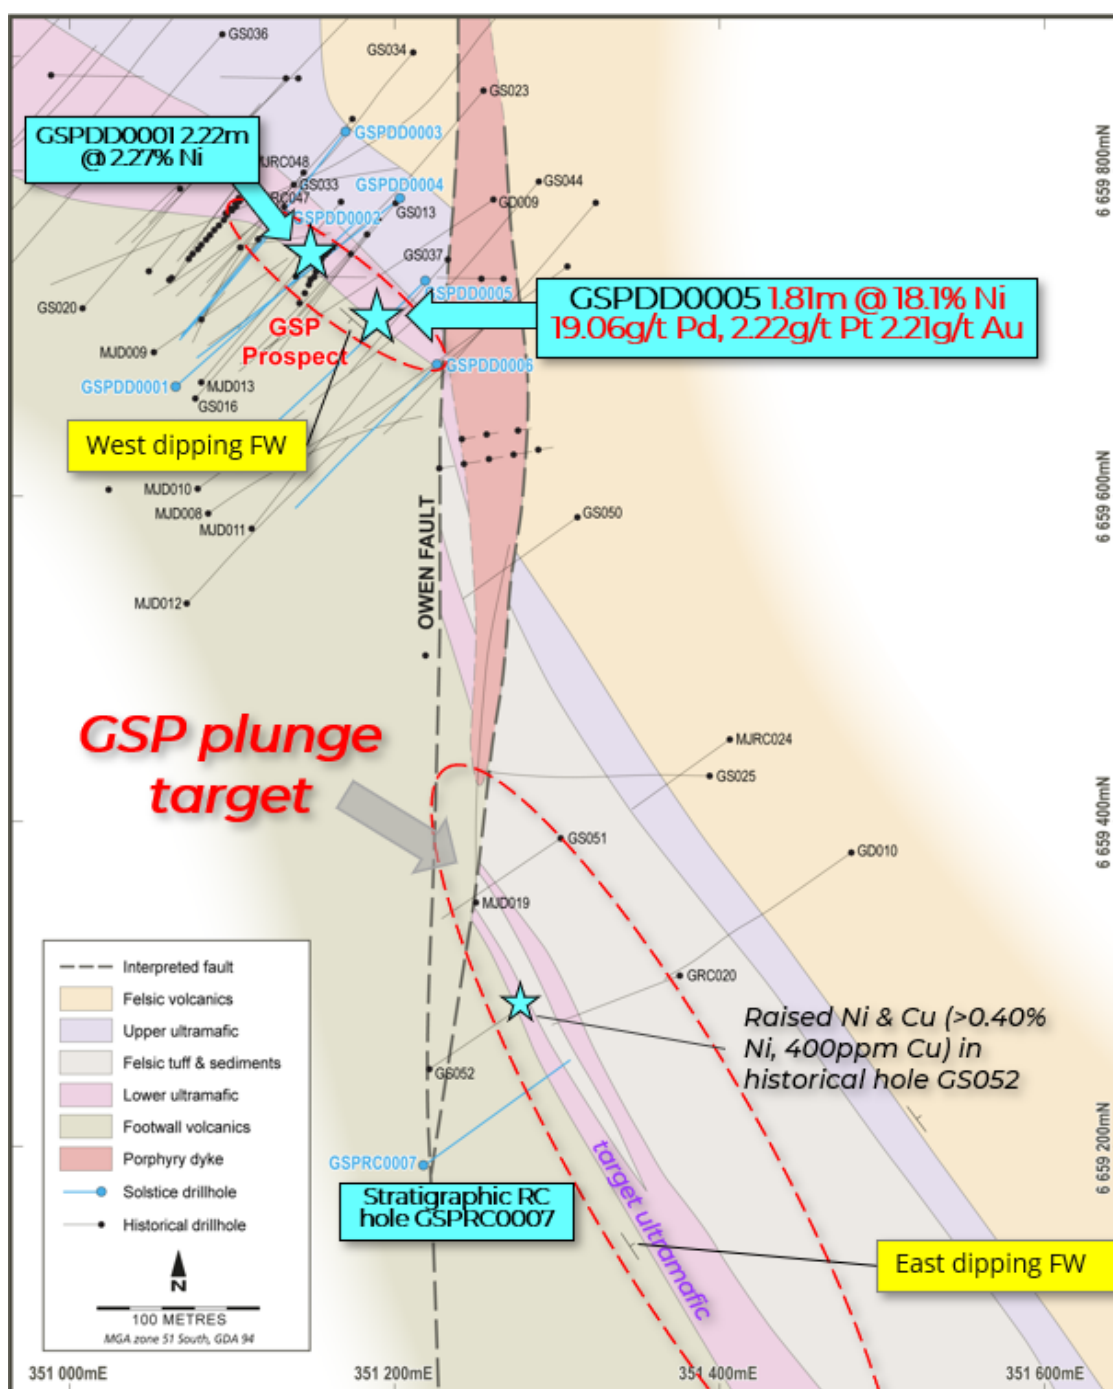 GS036
GS034
GS023
GSPDD0001 2.22m
@ 2.27% Ni
GSPDD0003
MJRC048
GS033
RC047
GSPDD0004
GS044
GD009
GS013
GSPDD0002
GS037
GSPDD0005
GSPDD0005 1.81m @ 18.1% Ni
19.06g/t Pd, 2.22g/t Pt 2.21g/t Au
GS020
GSP
Prospect
MJD009
GSPDD0001
MJD013
GS016
GSPDD0006
West dipping FW
MJD010
MJD008
MJD011
GS050
OWEN FAULT
MJD012
GSP plunge
target
MJRC024
GS025
GS051
GD010
MJD019
GRC020
Raised Ni & Cu (>0.40%
Ni, 400ppm Cu) in
historical hole GS052
GS052
GSPRC0007
Stratigraphic RC
hole GSPRC0007
target ultramafic
East dipping FW
Interpreted fault
Felsic volcanics
Upper ultramafic
Felsic tuff & sediments
Lower ultramafic
Footwall volcanics
Porphyry dyke
Solstice drillhole
Historical drillhole
N
100 METRES
MGA zone 51 South, GDA 94
351 000mE
351 200mE
351 400mE
351 600mE
6 659 800mN
6 659 600mN
6 659 400mN
6 659 200mN